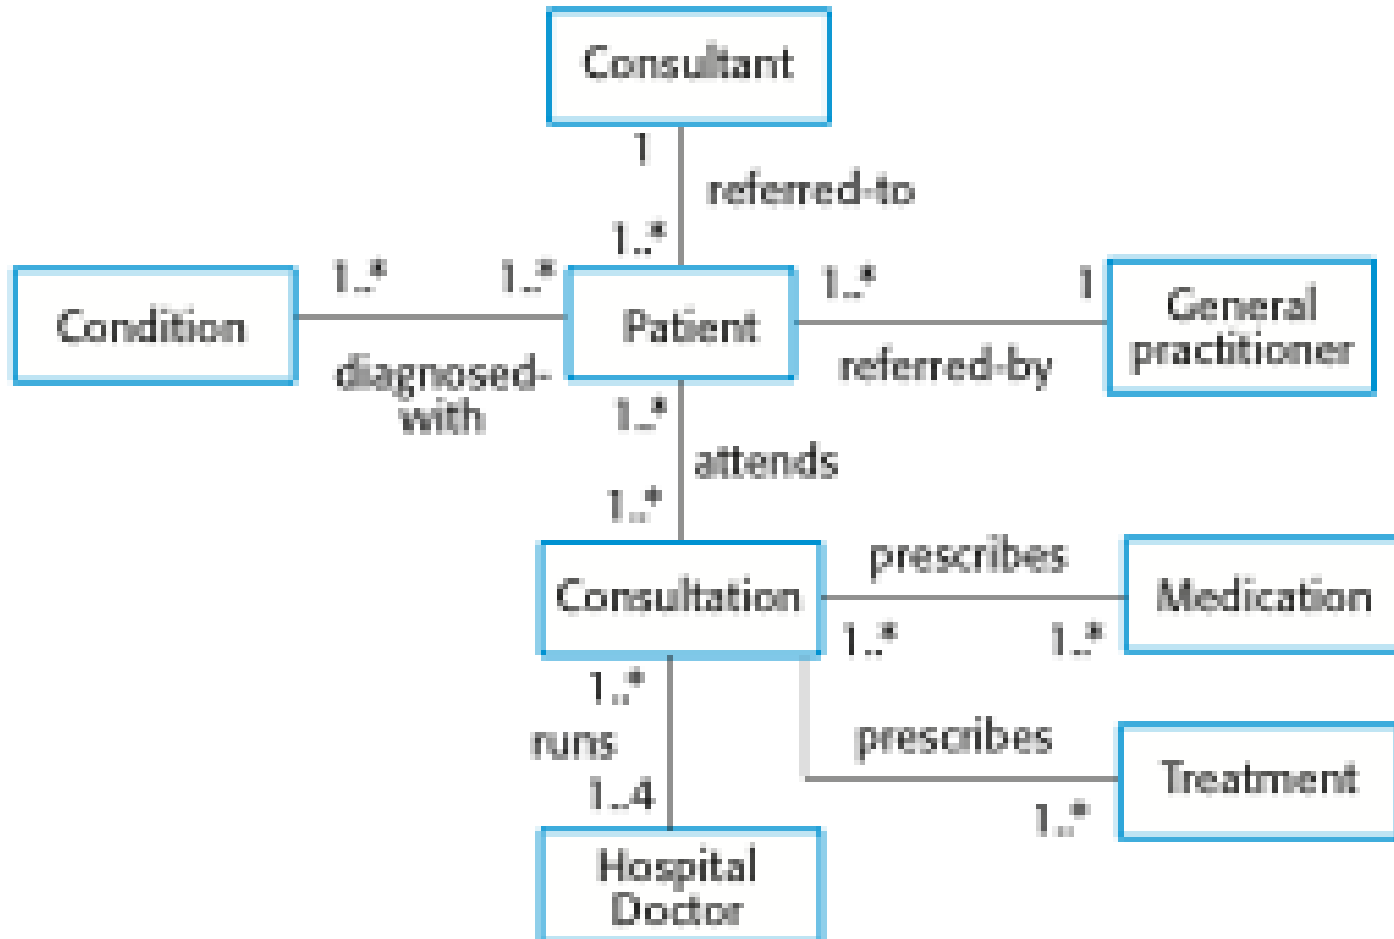 Consultant
1
referred-to
1..*
1..*
1..*
1..*
1
Condition
Patient
General
practitioner
diagnosed-
with
referred-by
1..*
attends
1..*
prescribes
Consultation
Medication
1..*
1..*
1..*
runs
prescribes
1..4
Treatment
1..*
Hospital
Doctor